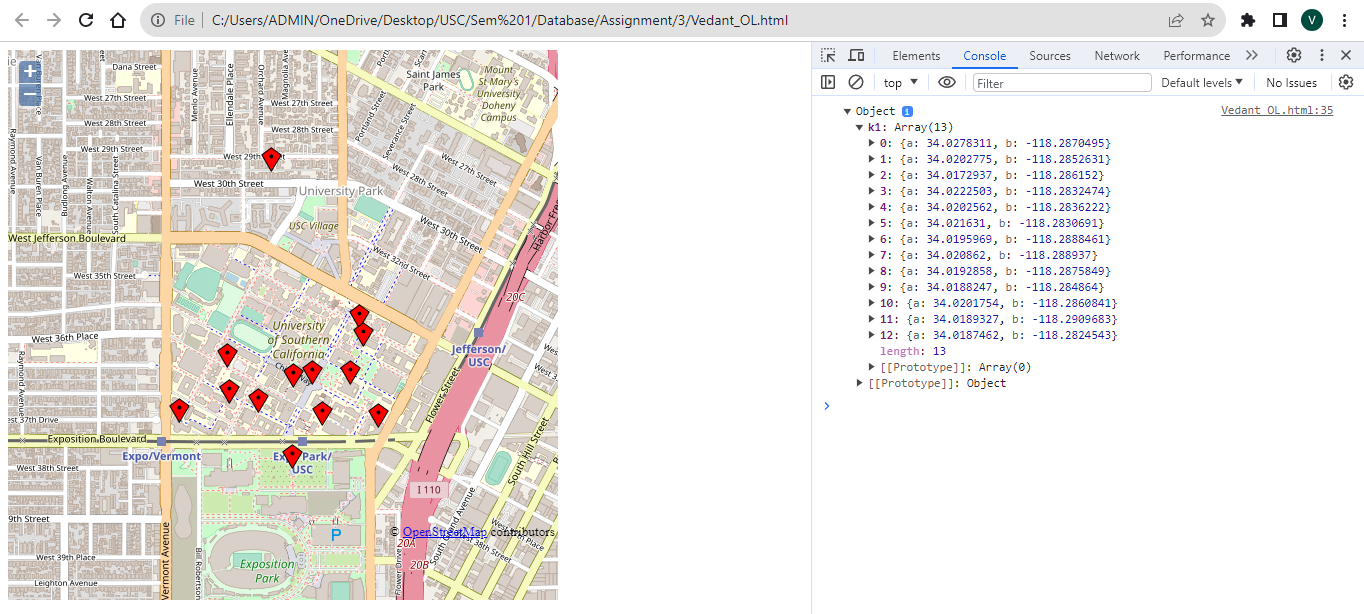 File C:/Users/ADMIN/OneDrive/Desktop/USC/Sem%201/Database/Assignment/3/Vedant_OL.html V
Elements Console Sources Network Performance
top Filter Default levels No Issues
Vedant_OL.html:35
Object
k1: Array(13)
0: {a: 34.0278311, b: -118.2870495}
1: {a: 34.0202775, b: -118.2852631}
2: {a: 34.0172937, b: -118.286152}
3: {a: 34.0222503, b: -118.2832474}
4: {a: 34.0202562, b: -118.2836222}
5: {a: 34.021631, b: -118.2830691}
6: {a: 34.0195969, b: -118.2888461}
7: {a: 34.020862, b: -118.288937}
8: {a: 34.0192858, b: -118.2875849}
9: {a: 34.0188247, b: -118.284864}
10: {a: 34.0201754, b: -118.2860841}
11: {a: 34.0189327, b: -118.2909683}
12: {a: 34.0187462, b: -118.2824543}
length: 13
[[Prototype]]: Array(0)
[[Prototype]]: Object
+
−
Dana Street
Saint James
Park
Mount
St Mary's
University
Doheny
Campus
Menlo Avenue
Ellendale Place
Orchard Avenue
Magnolia Ave
Portland Street
Severance Street
West 27th Street
West 27th Street
West 28th Street
West 28th Street
West 29th Street
West 29th
West 30th Street
West 27th Street
West 28th Street
University Park
USC Village
West 30th Street
West 32nd Street
Raymond Avenue
Van Buren Place
Budlong Avenue
Walton Avenue
South Catalina Street
West Jefferson Boulevard
West 35th Street
West 36th Place
University
of Southern
California
20C
Jefferson/
USC
Flower Street
Raymond Avenue
West 37th Drive
Exposition Boulevard
Expo/Vermont
Park/
USC
West 38th Street
9th Street
West 39th Place
Leighton Avenue
Vermont Avenue
Bill Robertson
Exposition
Park
P
I 110
South Hill Street
© OpenStreetMap contributors
20A
20B
Flower Drive